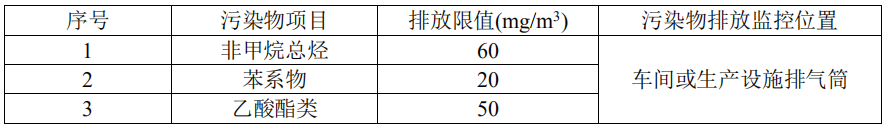 序号 污染物项目 排放限值(mg/m³) 污染物排放监控位置
1 非甲烷总烃 60 车间或生产设施排气筒
2 苯系物 20
3 乙酸酯类 50